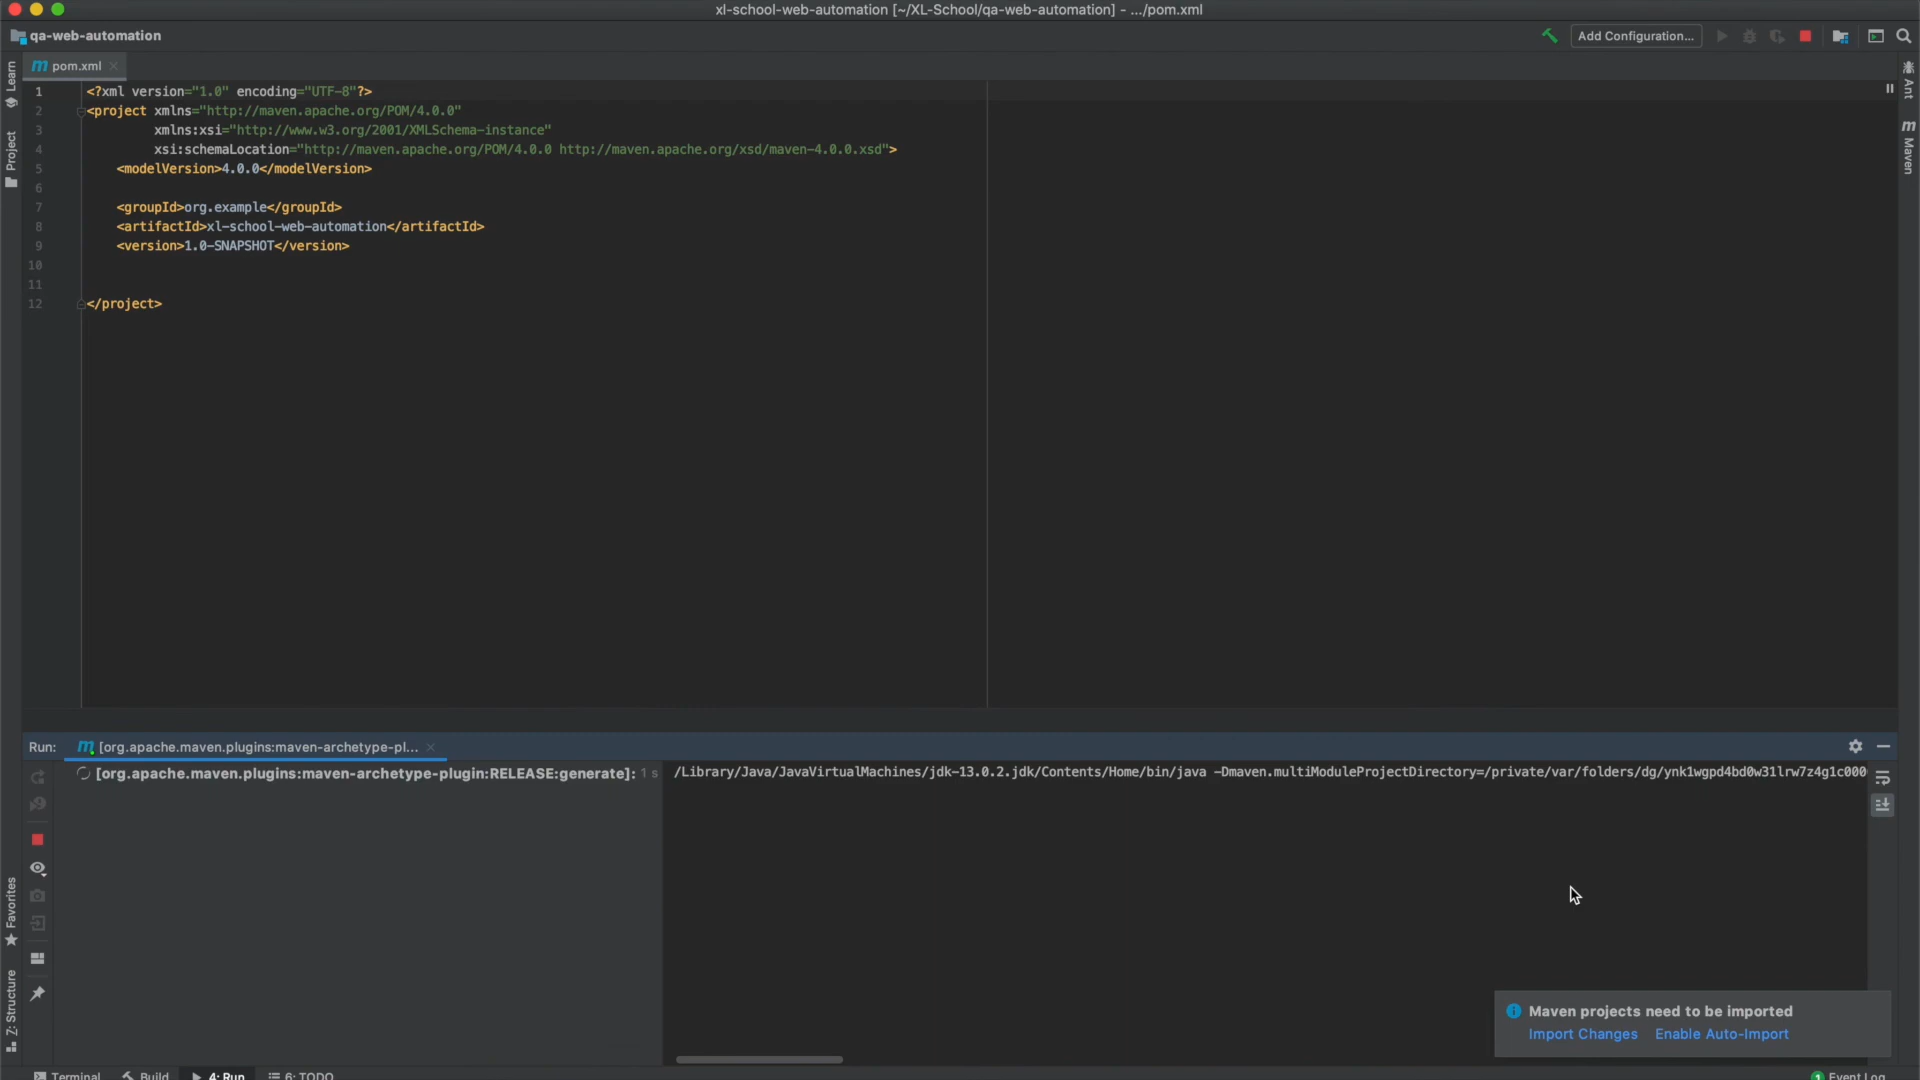 xl-school-web-automation [~/XL-School/qa-web-automation] - .../pom.xml
qa-web-automation
Add Configuration...
Learn
Project
pom.xml
Ant
Maven
1 <?xml version="1.0" encoding="UTF-8"?>
2 <project xmlns="http://maven.apache.org/POM/4.0.0"
3 xmlns:xsi="http://www.w3.org/2001/XMLSchema-instance"
4 xsi:schemaLocation="http://maven.apache.org/POM/4.0.0 http://maven.apache.org/xsd/maven-4.0.0.xsd">
5 <modelVersion>4.0.0</modelVersion>
6
7 <groupId>org.example</groupId>
8 <artifactId>xl-school-web-automation</artifactId>
9 <version>1.0-SNAPSHOT</version>
10
11
12 </project>
Run: [org.apache.maven.plugins:maven-archetype-pl...
[org.apache.maven.plugins:maven-archetype-plugin:RELEASE:generate]: 1 s
/Library/Java/JavaVirtualMachines/jdk-13.0.2.jdk/Contents/Home/bin/java -Dmaven.multiModuleProjectDirectory=/private/var/folders/dg/ynk1wgpd4bd0w31lrw7z4g1c000
Favorites
Z: Structure
Maven projects need to be imported
Import Changes Enable Auto-Import
Terminal Build 4: Run 6: TODO
1 Event Log